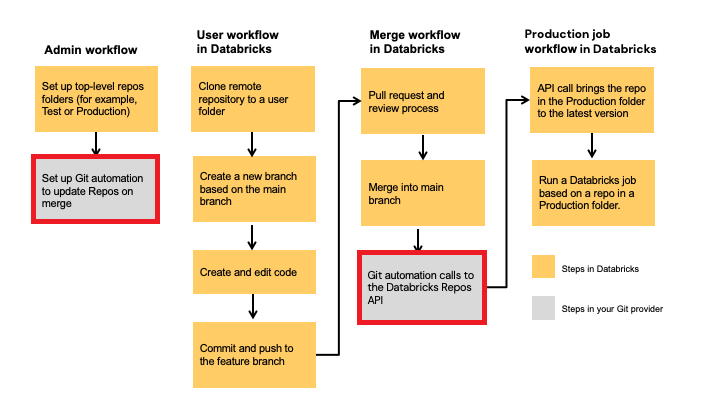 Admin workflow
Set up top-level repos
folders (for example,
Test or Production)
Set up Git automation
to update Repos on
merge
User workflow
in Databricks
Clone remote
repository to a user
folder
Create a new branch
based on the main
branch
Create and edit code
Commit and push to
the feature branch
Merge workflow
in Databricks
Pull request and
review process
Merge into main
branch
Git automation calls to
the Databricks Repos
API
Production job
workflow in Databricks
API call brings the repo
in the Production folder
to the latest version
Run a Databricks job
based on a repo in a
Production folder.
Steps in Databricks
Steps in your Git provider